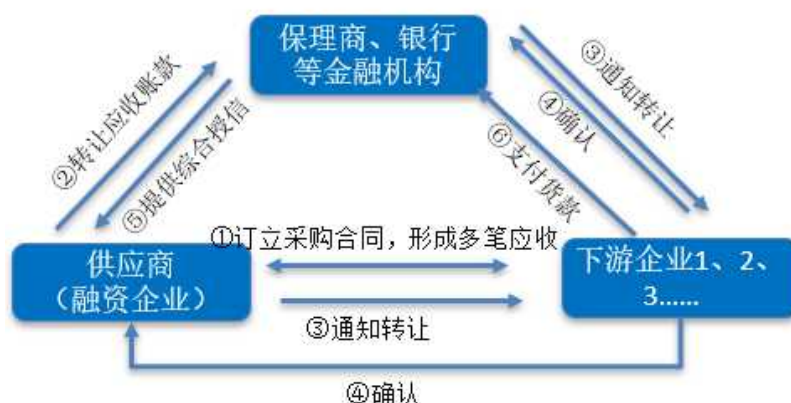 保理商、银行
等金融机构
②转让应收账款
⑤提供综合授信
③通知转让
④确认
⑥支付货款
①订立采购合同，形成多笔应收
供应商
（融资企业）
下游企业1、2、
3……
③通知转让
④确认